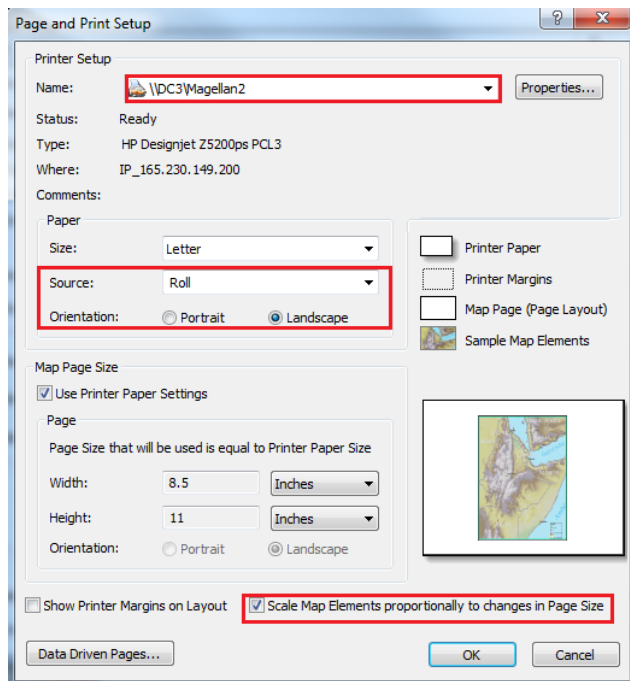 Page and Print Setup
Printer Setup
Name: \\DC3\Magellan2 Properties...
Status: Ready
Type: HP Designjet Z5200ps PCL3
Where: IP_165.230.149.200
Comments:
Paper
Size: Letter
Source: Roll
Orientation: Portrait Landscape
Printer Paper
Printer Margins
Map Page (Page Layout)
Sample Map Elements
Map Page Size
Use Printer Paper Settings
Page
Page Size that will be used is equal to Printer Paper Size
Width: 8.5 Inches
Height: 11 Inches
Orientation: Portrait Landscape
Show Printer Margins on Layout Scale Map Elements proportionally to changes in Page Size
Data Driven Pages... OK Cancel